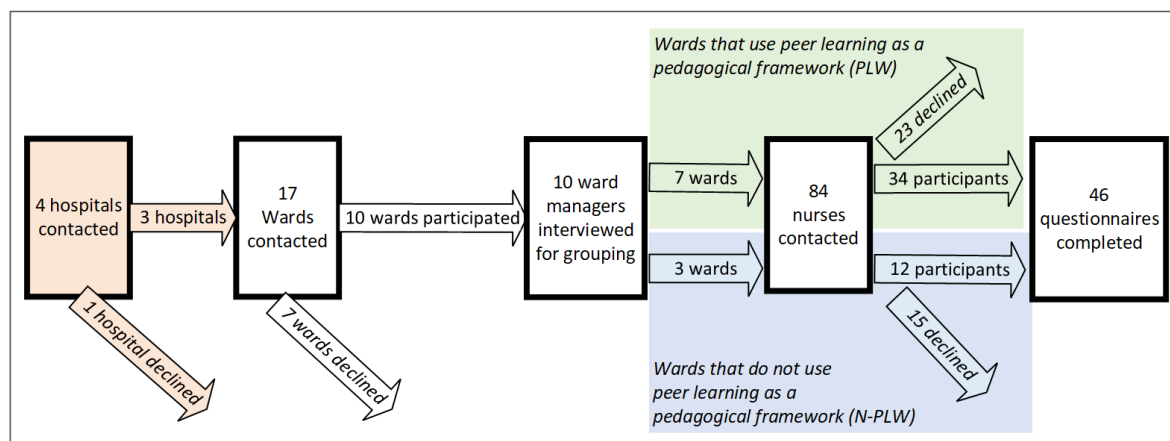 Wards that use peer learning as a
pedagogical framework (PLW)
4 hospitals
contacted
3 hospitals
1 hospital declined
17
Wards
contacted
10 wards participated
7 wards declined
10 ward
managers
interviewed
for grouping
7 wards
3 wards
84
nurses
contacted
23 declined
34 participants
12 participants
15 declined
46
questionnaires
completed
Wards that do not use
peer learning as a
pedagogical framework (N-PLW)